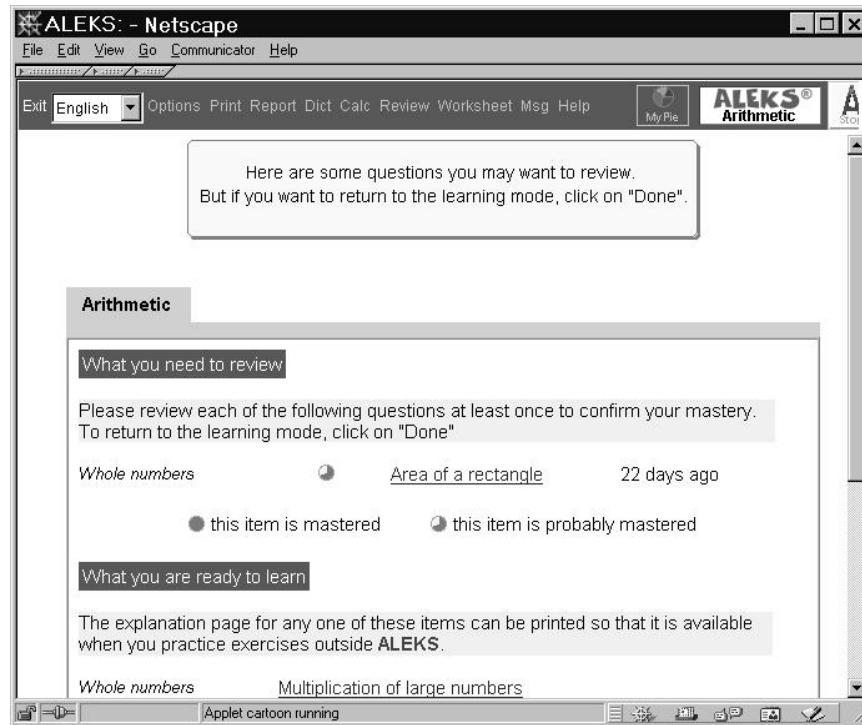 ALEKS: - Netscape
File Edit View Go Communicator Help
Exit English Options Print Report Dict Calc Review Worksheet Msg Help
My Pie
ALEKS®
Arithmetic
A
Here are some questions you may want to review.
But if you want to return to the learning mode, click on "Done".
Arithmetic
What you need to review
Please review each of the following questions at least once to confirm your mastery.
To return to the learning mode, click on "Done"
Whole numbers Area of a rectangle 22 days ago
this item is mastered this item is probably mastered
What you are ready to learn
The explanation page for any one of these items can be printed so that it is available
when you practice exercises outside ALEKS.
Whole numbers Multiplication of large numbers
Applet cartoon running